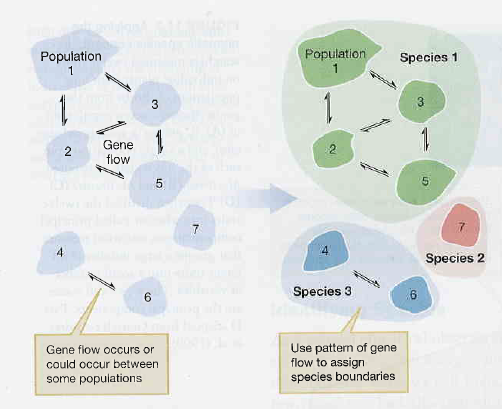 Population
1
3
2
Gene
flow
5
7
4
6
Gene flow occurs or
could occur between
some populations
Population
1
Species 1
3
2
5
7
Species 2
4
6
Species 3
Use pattern of gene
flow to assign
species boundaries